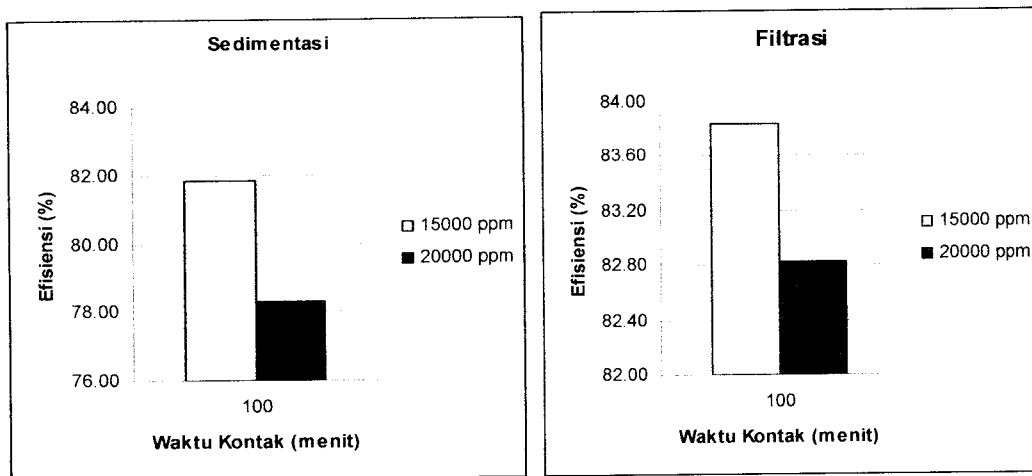 Sedimentasi
84.00
82.00
80.00
78.00
76.00
Efisiensi (%)
100
Waktu Kontak (menit)
15000 ppm
20000 ppm
Filtrasi
84.00
83.60
83.20
82.80
82.40
82.00
Efisiensi (%)
100
Waktu Kontak (menit)
15000 ppm
20000 ppm